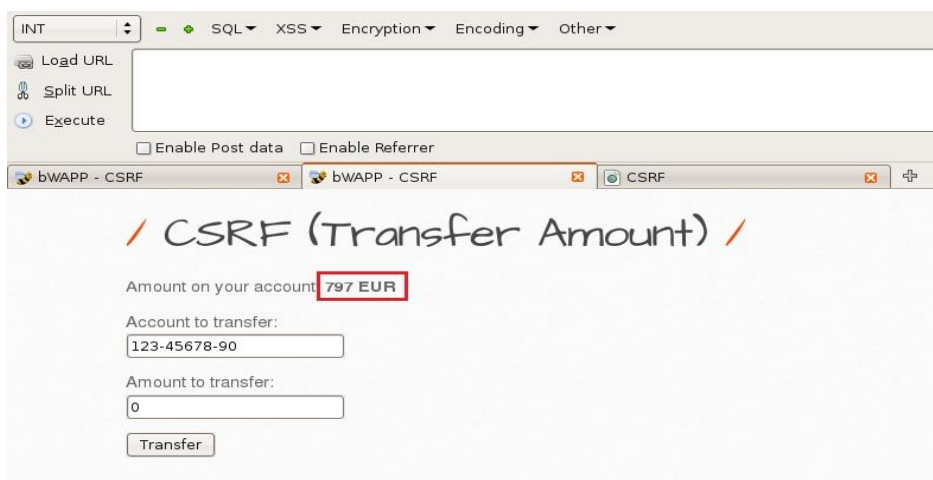 INT SQL XSS Encryption Encoding Other
Load URL
Split URL
Execute
Enable Post data Enable Referrer
bWAPP - CSRF bWAPP - CSRF CSRF
/ CSRF (Transfer Amount) /
Amount on your account 797 EUR
Account to transfer:
123-45678-90
Amount to transfer:
0
Transfer